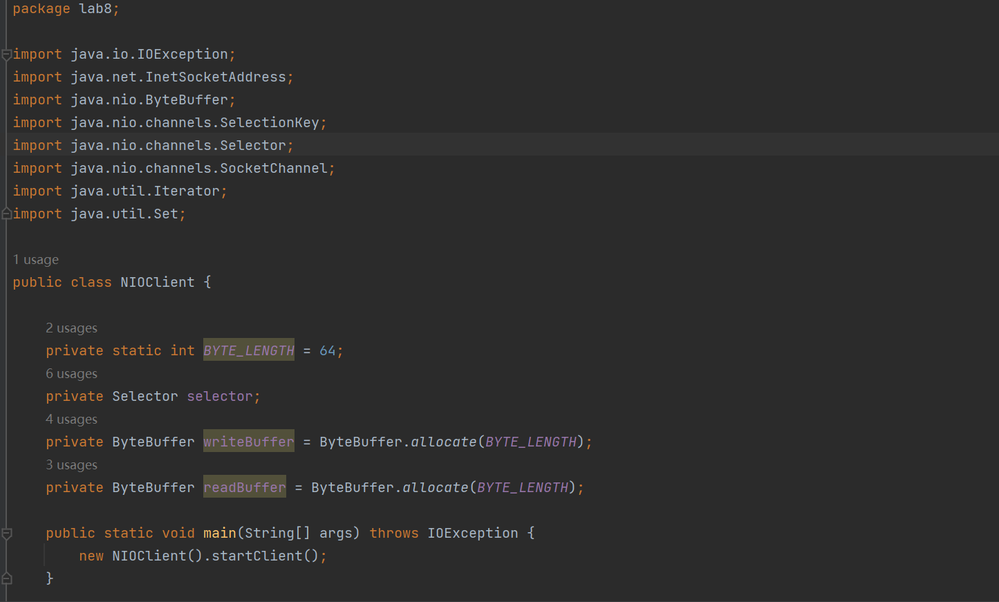 package lab8;
import java.io.IOException;
import java.net.InetSocketAddress;
import java.nio.ByteBuffer;
import java.nio.channels.SelectionKey;
import java.nio.channels.Selector;
import java.nio.channels.SocketChannel;
import java.util.Iterator;
import java.util.Set;
1 usage
public class NIOClient {
2 usages
private static int BYTE_LENGTH = 64;
6 usages
private Selector selector;
4 usages
private ByteBuffer writeBuffer = ByteBuffer.allocate(BYTE_LENGTH);
3 usages
private ByteBuffer readBuffer = ByteBuffer.allocate(BYTE_LENGTH);
public static void main(String[] args) throws IOException {
new NIOClient().startClient();
}